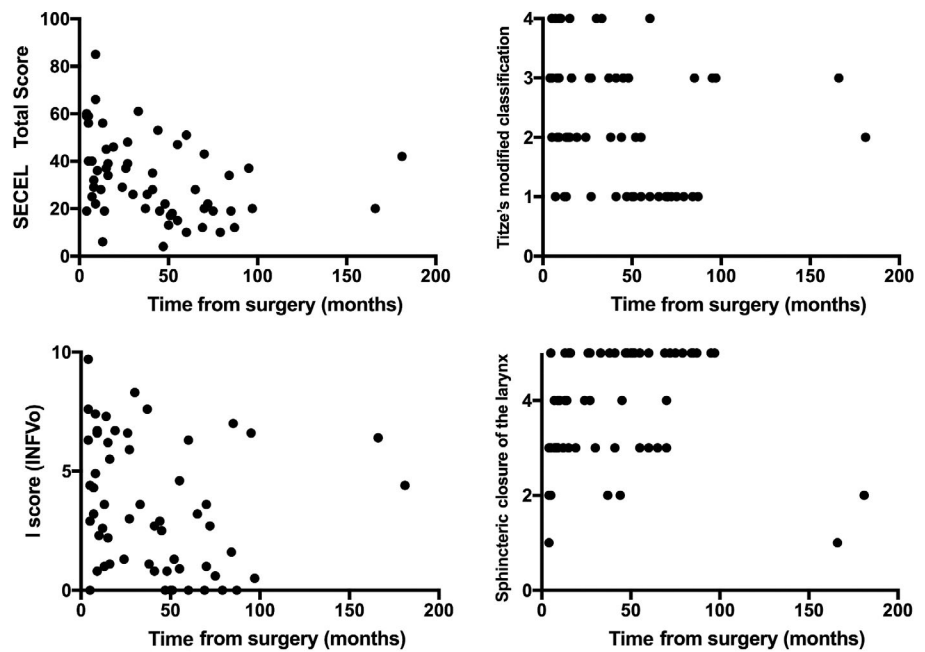 SECEL Total Score
100
80
60
40
20
0
0 50 100 150 200
Time from surgery (months)
Titze's modified classification
4
3
2
1
0
0 50 100 150 200
Time from surgery (months)
I score (INFVo)
10
5
0
0 50 100 150 200
Time from surgery (months)
Sphincteric closure of the larynx
4
2
0
0 50 100 150 200
Time from surgery (months)